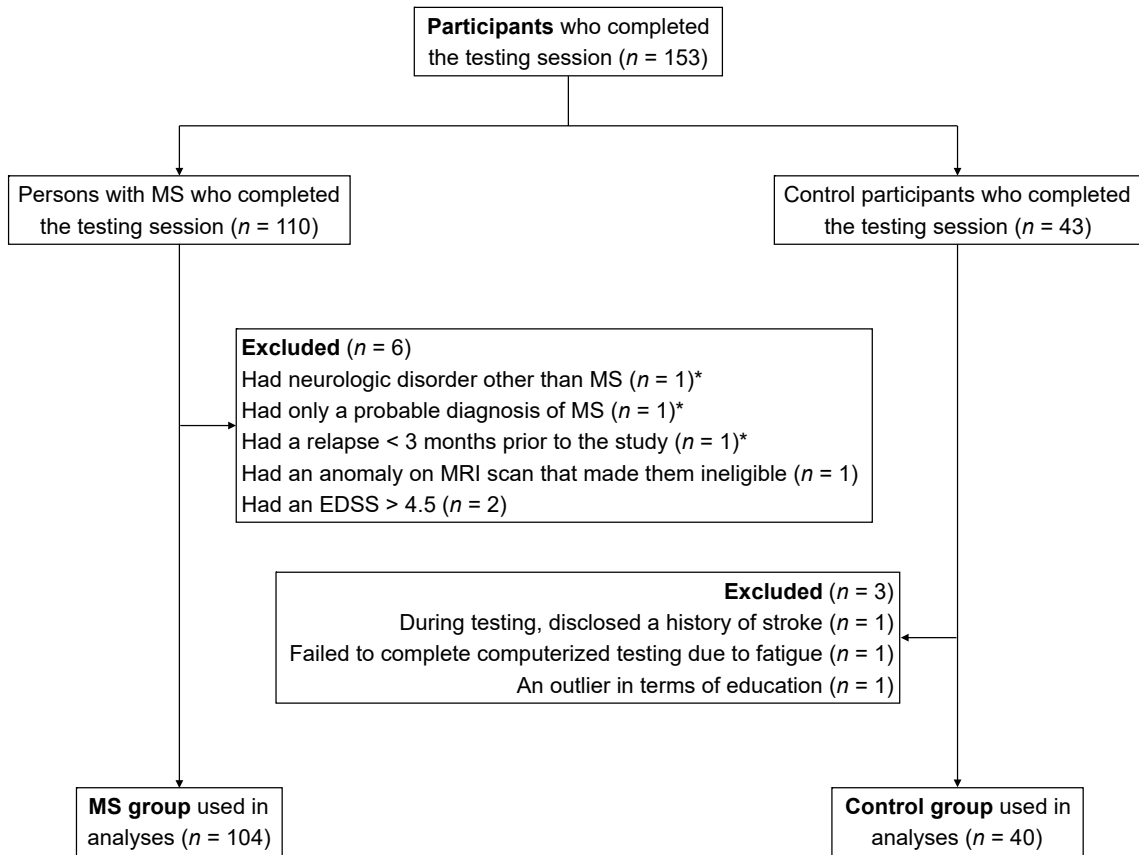 Participants who completed
the testing session (n = 153)
Persons with MS who completed
the testing session (n = 110)
Control participants who completed
the testing session (n = 43)
Excluded (n = 6)
Had neurologic disorder other than MS (n = 1)*
Had only a probable diagnosis of MS (n = 1)*
Had a relapse < 3 months prior to the study (n = 1)*
Had an anomaly on MRI scan that made them ineligible (n = 1)
Had an EDSS > 4.5 (n = 2)
Excluded (n = 3)
During testing, disclosed a history of stroke (n = 1)
Failed to complete computerized testing due to fatigue (n = 1)
An outlier in terms of education (n = 1)
MS group used in
analyses (n = 104)
Control group used in
analyses (n = 40)